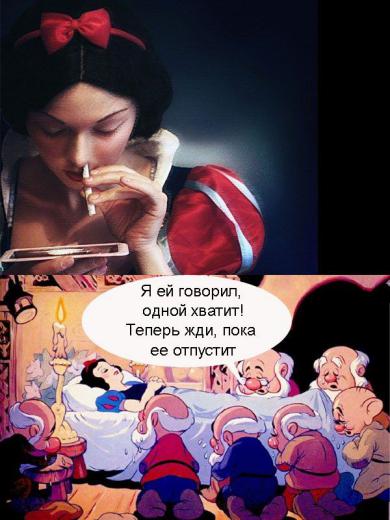 Я ей говорил,
одной хватит!
Теперь жди, пока
ее отпустит